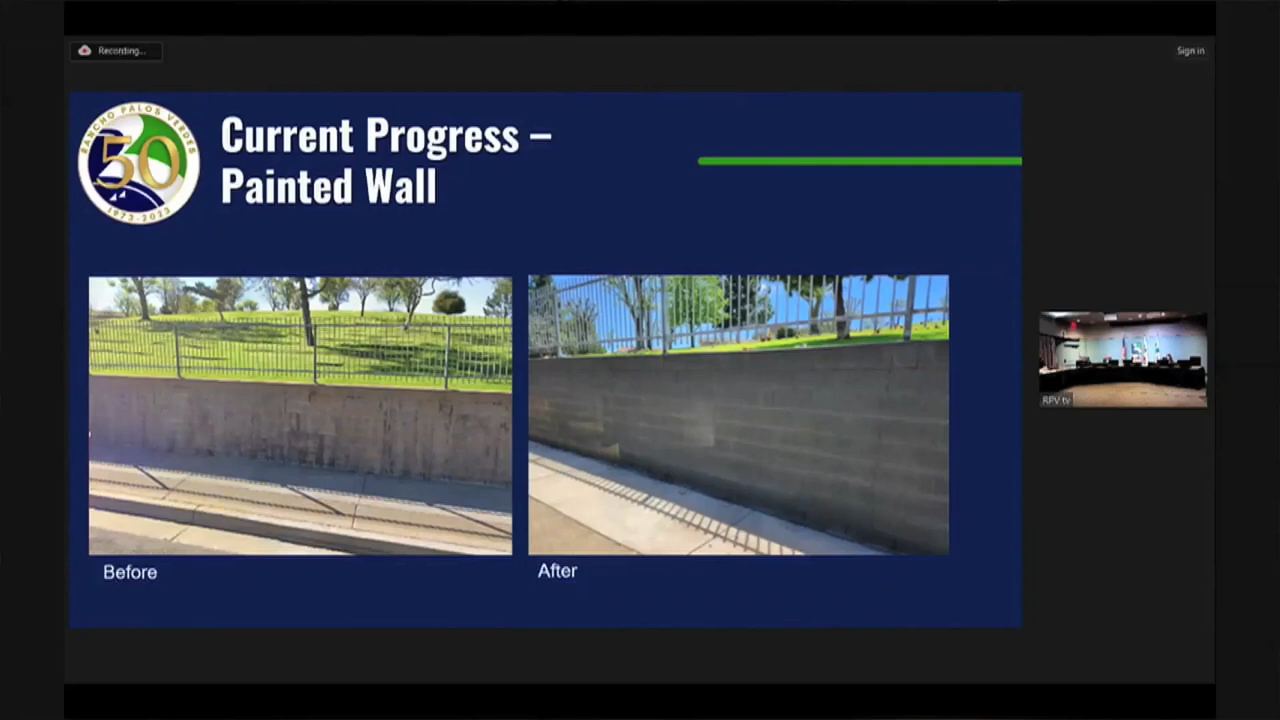 Recording...
Sign in
RANCHO PALOS VERDES
50
1973-2023
Current Progress –
Painted Wall
Before
After
RPV tv